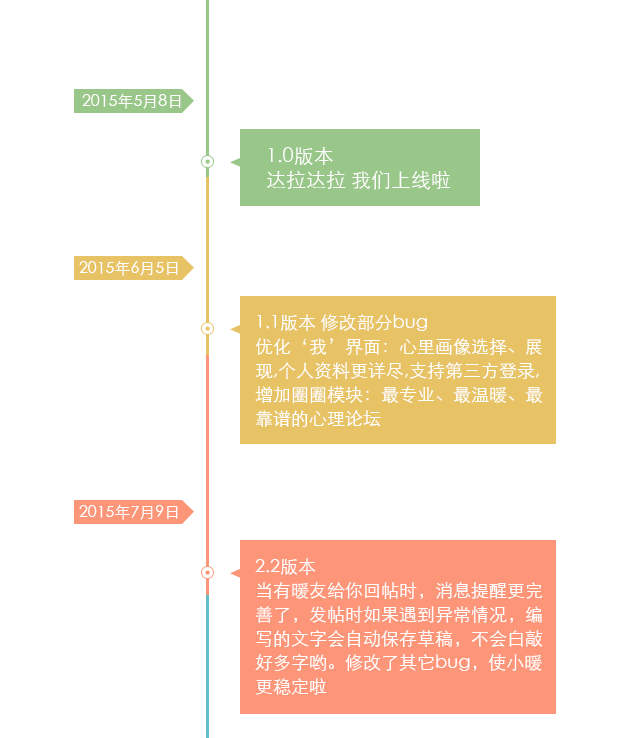 2015年5月8日
1.0版本
达拉达拉 我们上线啦
2015年6月5日
1.1版本 修改部分bug
优化‘我’界面：心里画像选择、展
现,个人资料更详尽,支持第三方登录,
增加圈圈模块：最专业、最温暖、最
靠谱的心理论坛
2015年7月9日
2.2版本
当有暖友给你回帖时，消息提醒更完
善了，发帖时如果遇到异常情况，编
写的文字会自动保存草稿，不会白敲
好多字哟。修改了其它bug，使小暖
更稳定啦